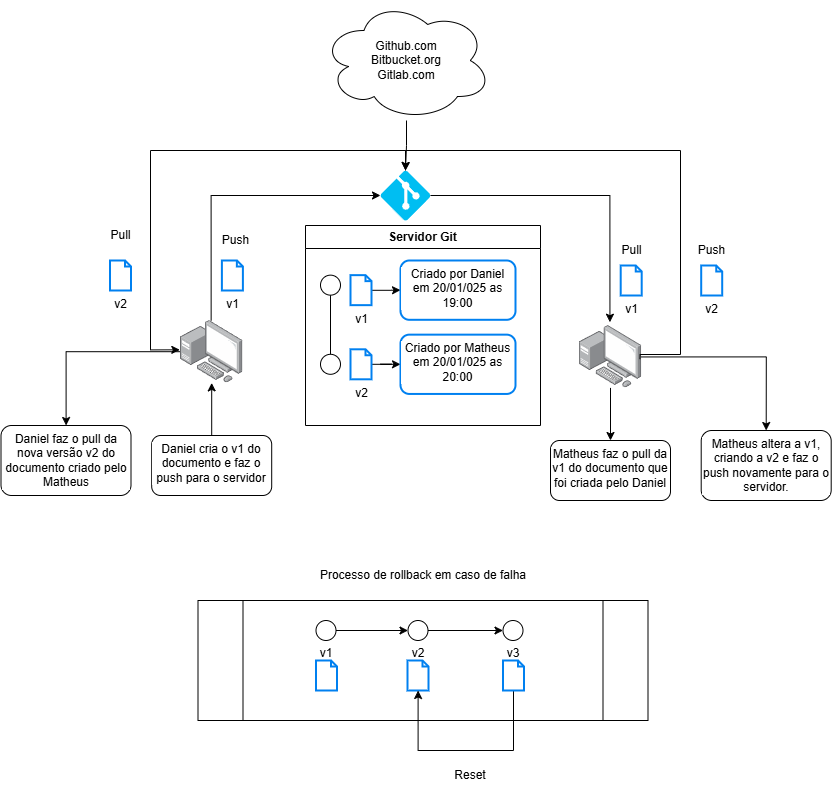 Github.com
Bitbucket.org
Gitlab.com
Pull
v2
Push
v1
Servidor Git
v1
Criado por Daniel
em 20/01/025 as
19:00
v2
Criado por Matheus
em 20/01/025 as
20:00
Pull
v1
Push
v2
Daniel faz o pull da
nova versão v2 do
documento criado pelo
Matheus
Daniel cria o v1 do
documento e faz o
push para o servidor
Matheus faz o pull da
v1 do documento que
foi criada pelo Daniel
Matheus altera a v1,
criando a v2 e faz o
push novamente para o
servidor.
Processo de rollback em caso de falha
v1
v2
v3
Reset